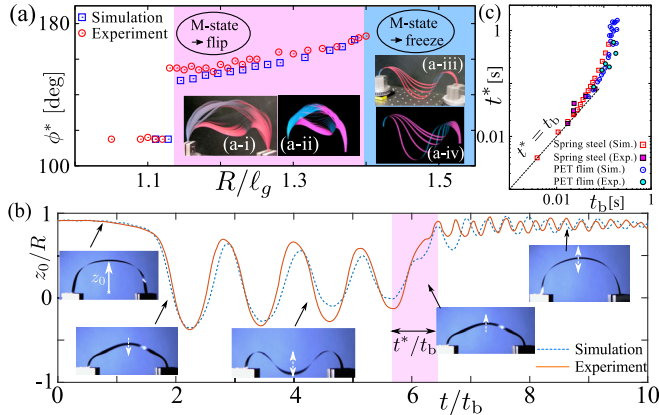 (a)
180
100
ϕ* [deg]
Simulation
Experiment
M-state
→ flip
M-state
→ freeze
(a-i)
(a-ii)
(a-iii)
(a-iv)
1.1
R/ℓg
1.3
1.5
(c)
t*[s]
1
0.01
t* = tb
Spring steel (Sim.)
Spring steel (Exp.)
PET flim (Sim.)
PET flim (Exp.)
0.01
tb[s]
1
(b)
z0/R
1
0
-1
z0
t*/tb
Simulation
Experiment
0
2
4
6
t/tb
8
10